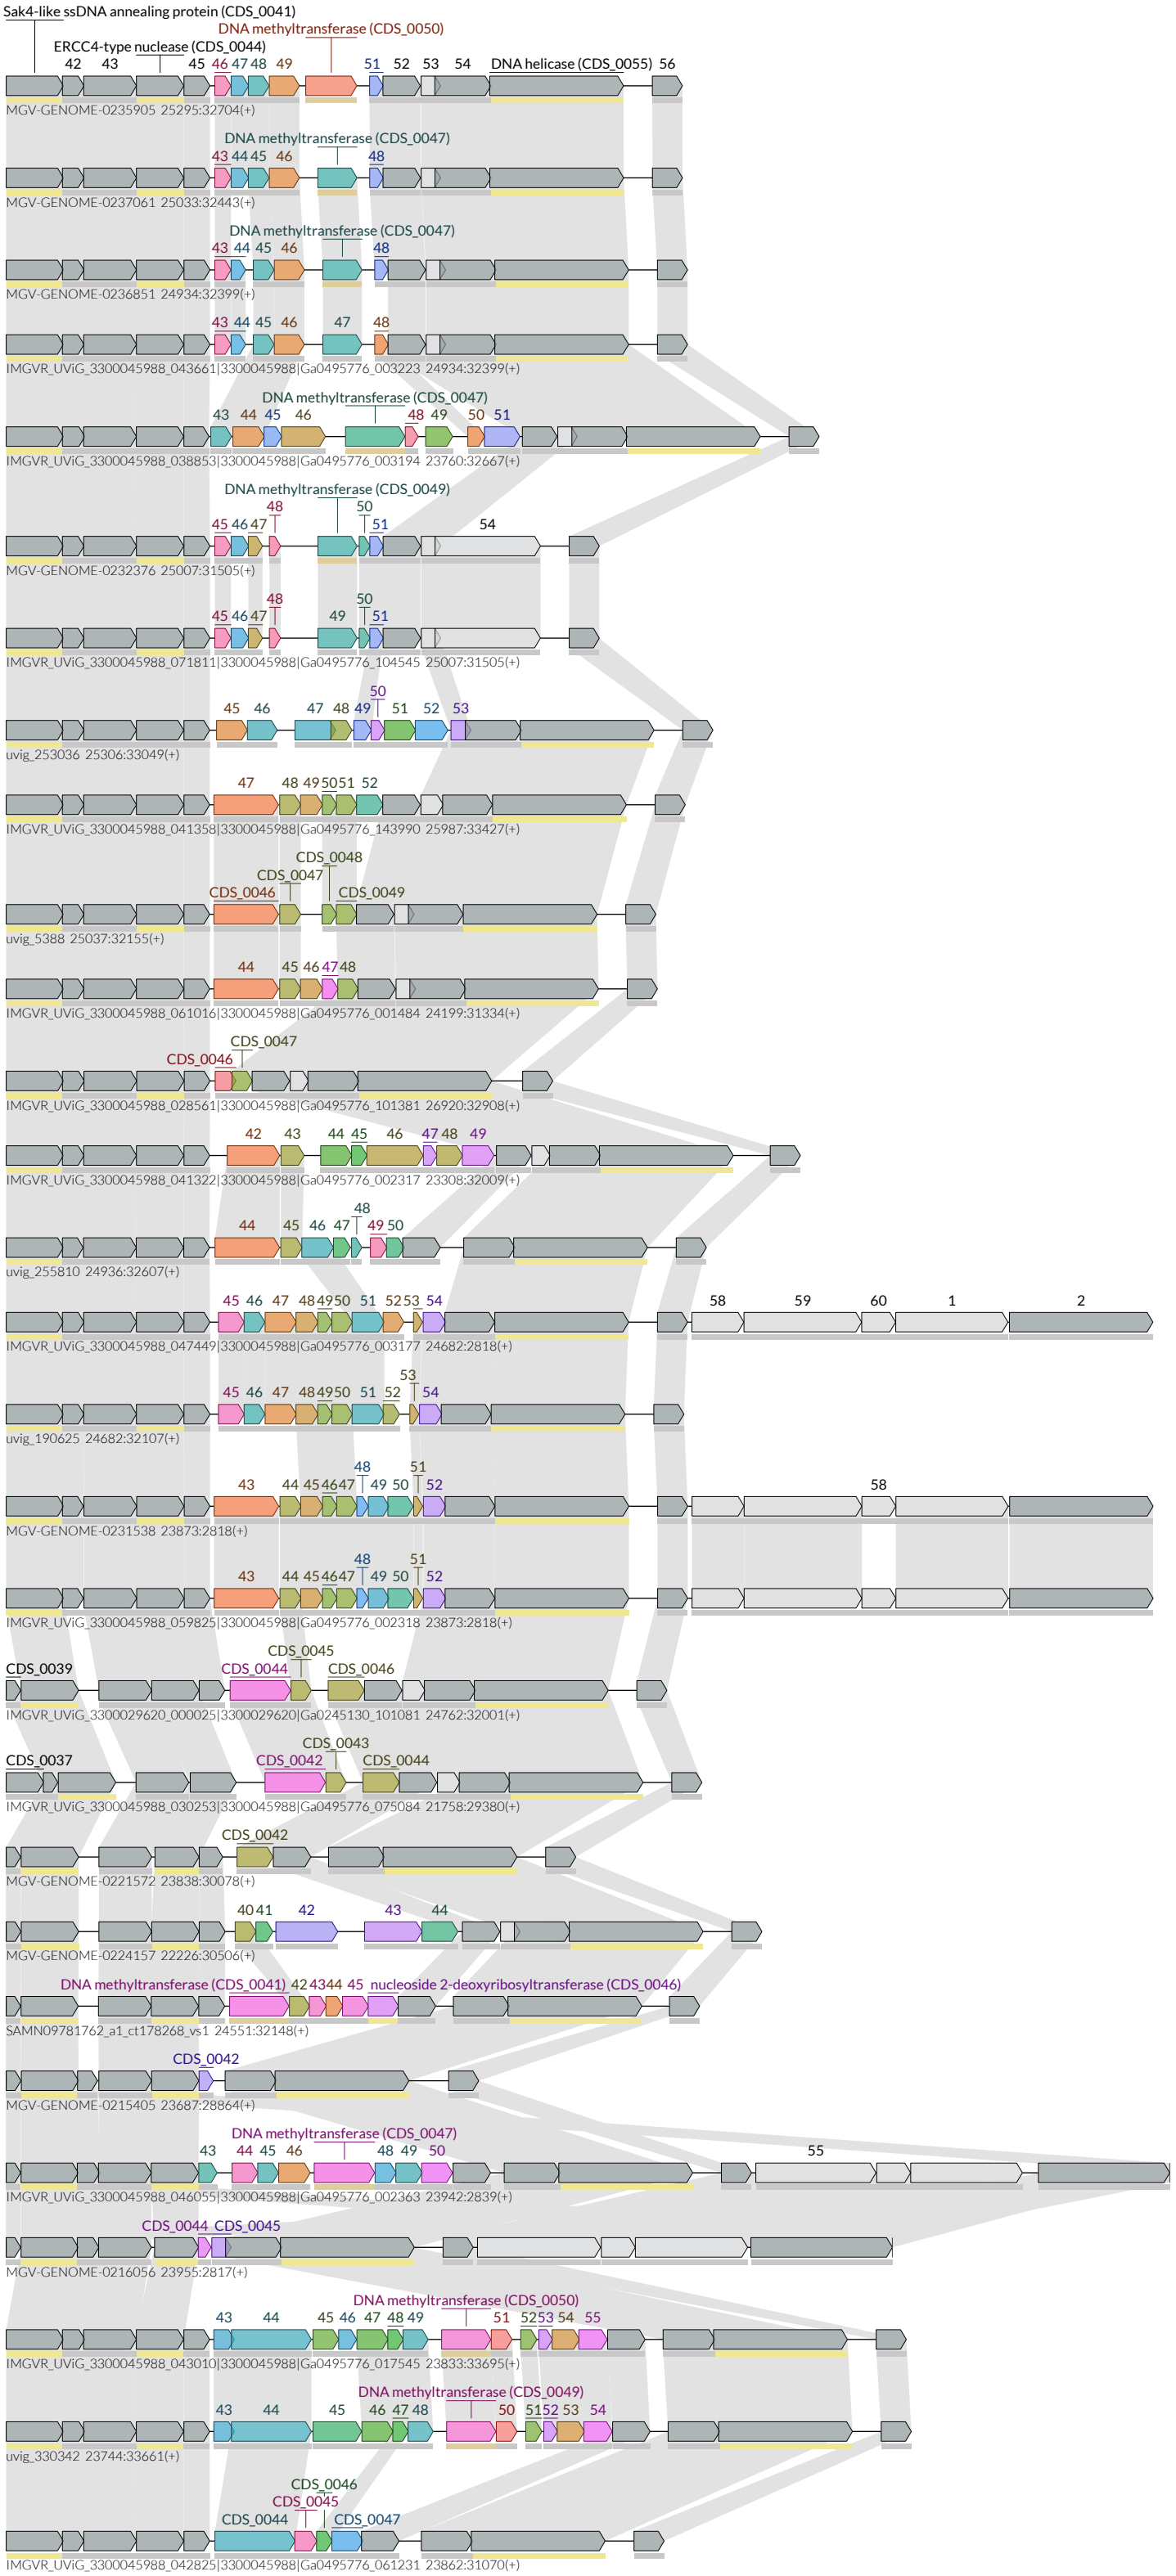 Sak4-like ssDNA annealing protein (CDS_0041)
DNA methyltransferase (CDS_0050)
ERCC4-type nuclease (CDS_0044)
42 43 45 46 47 48 49 51 52 53 54 DNA helicase (CDS_0055) 56
MGV-GENOME-0235905 25295:32704(+)
DNA methyltransferase (CDS_0047)
43 44 45 46 48
MGV-GENOME-0237061 25033:32443(+)
DNA methyltransferase (CDS_0047)
43 44 45 46 48
MGV-GENOME-0236851 24934:32399(+)
43 44 45 46 47 48
IMGVR_UViG_3300045988_043661|3300045988|Ga0495776_003223 24934:32399(+)
DNA methyltransferase (CDS_0047)
43 44 45 46 48 49 50 51
IMGVR_UViG_3300045988_038853|3300045988|Ga0495776_003194 23760:32667(+)
DNA methyltransferase (CDS_0049)
48 50
45 46 47 51 54
MGV-GENOME-0232376 25007:31505(+)
48 50
45 46 47 49 51
IMGVR_UViG_3300045988_071811|3300045988|Ga0495776_104545 25007:31505(+)
50
45 46 47 48 49 51 52 53
uvig_253036 25306:33049(+)
47 48 49 50 51 52
IMGVR_UViG_3300045988_041358|3300045988|Ga0495776_143990 25987:33427(+)
CDS_0048
CDS_0047
CDS_0046 CDS_0049
uvig_5388 25037:32155(+)
44 45 46 47 48
IMGVR_UViG_3300045988_061016|3300045988|Ga0495776_001484 24199:31334(+)
CDS_0047
CDS_0046
IMGVR_UViG_3300045988_028561|3300045988|Ga0495776_101381 26920:32908(+)
42 43 44 45 46 47 48 49
IMGVR_UViG_3300045988_041322|3300045988|Ga0495776_002317 23308:32009(+)
48
44 45 46 47 49 50
uvig_255810 24936:32607(+)
45 46 47 48 49 50 51 52 53 54 58 59 60 1 2
IMGVR_UViG_3300045988_047449|3300045988|Ga0495776_003177 24682:2818(+)
53
45 46 47 48 49 50 51 52 54
uvig_190625 24682:32107(+)
48 51
43 44 45 46 47 49 50 52 58
MGV-GENOME-0231538 23873:2818(+)
48 51
43 44 45 46 47 49 50 52
IMGVR_UViG_3300045988_059825|3300045988|Ga0495776_002318 23873:2818(+)
CDS_0045
CDS_0039 CDS_0044 CDS_0046
IMGVR_UViG_3300029620_000025|3300029620|Ga0245130_101081 24762:32001(+)
CDS_0043
CDS_0037 CDS_0042 CDS_0044
IMGVR_UViG_3300045988_030253|3300045988|Ga0495776_075084 21758:29380(+)
CDS_0042
MGV-GENOME-0221572 23838:30078(+)
40 41 42 43 44
MGV-GENOME-0224157 22226:30506(+)
DNA methyltransferase (CDS_0041) 42 43 44 45 nucleoside 2-deoxyribosyltransferase (CDS_0046)
SAMN09781762_a1_ct178268_vs1 24551:32148(+)
CDS_0042
MGV-GENOME-0215405 23687:28864(+)
DNA methyltransferase (CDS_0047)
43 44 45 46 48 49 50 55
IMGVR_UViG_3300045988_046055|3300045988|Ga0495776_002363 23942:2839(+)
CDS_0044 CDS_0045
MGV-GENOME-0216056 23955:2817(+)
DNA methyltransferase (CDS_0050)
43 44 45 46 47 48 49 51 52 53 54 55
IMGVR_UViG_3300045988_043010|3300045988|Ga0495776_017545 23833:33695(+)
DNA methyltransferase (CDS_0049)
43 44 45 46 47 48 50 51 52 53 54
uvig_330342 23744:33661(+)
CDS_0046
CDS_0045
CDS_0044 CDS_0047
IMGVR_UViG_3300045988_042825|3300045988|Ga0495776_061231 23862:31070(+)